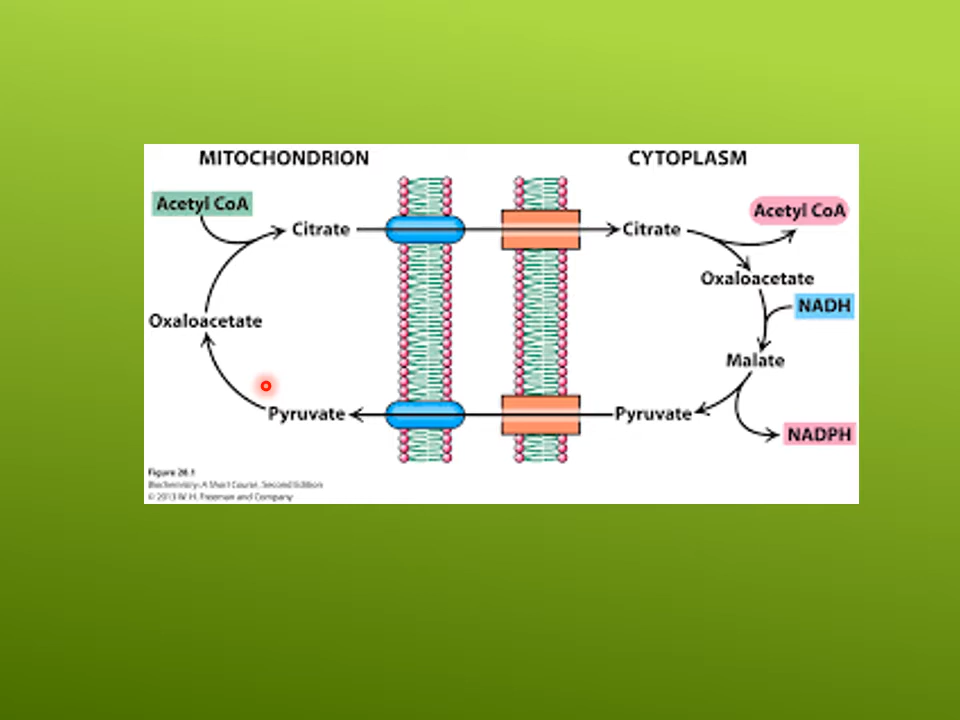 MITOCHONDRION
CYTOPLASM
Acetyl CoA
Citrate
Citrate
Acetyl CoA
Oxaloacetate
NADH
Oxaloacetate
Malate
Pyruvate
Pyruvate
NADPH
Figure 28.1
Biochemistry: A Short Course, Second Edition
© 2013 W. H. Freeman and Company